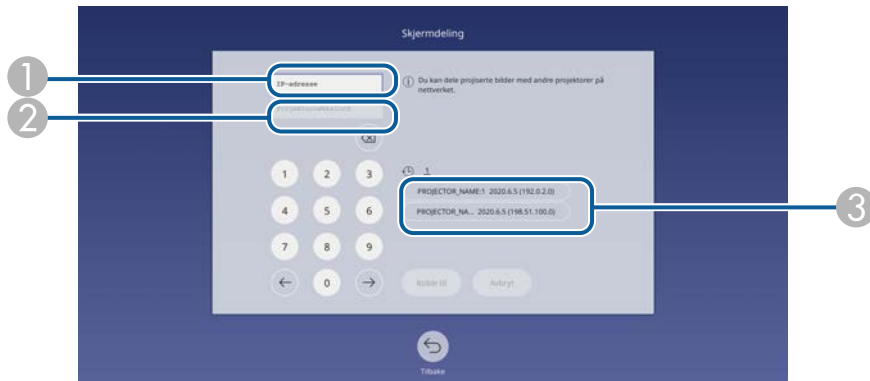 Skjermdeling
1
IP-adresse
Du kan dele projiserte bilder med andre projektorer på
nettverket.
2
1 2 3
1
PROJECTOR_NAME:1 2020.6.5 (192.0.2.0)
4 5 6
PROJECTOR_NA... 2020.6.5 (198.51.100.0)
3
7 8 9
0
Koble til
Avbryt
Tilbake